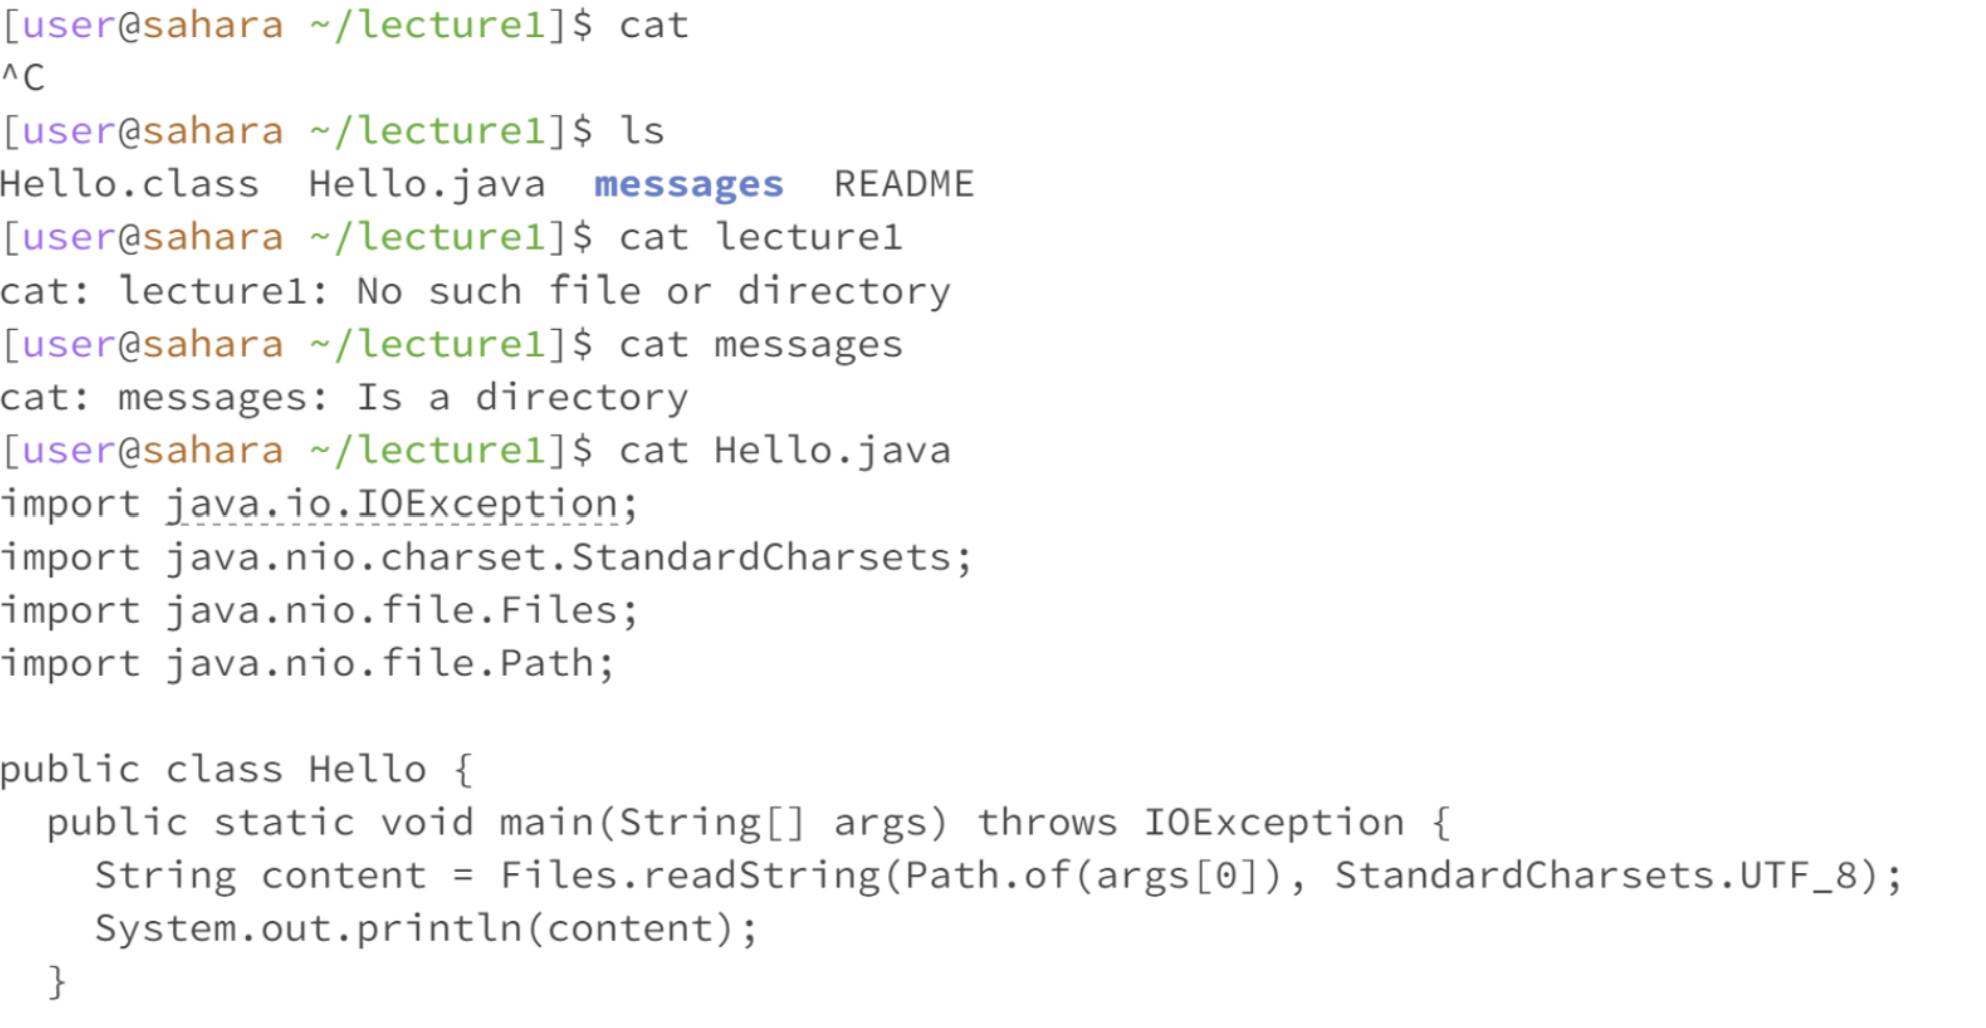 [user@sahara ~/lecture1]$ cat
^C
[user@sahara ~/lecture1]$ ls
Hello.class  Hello.java  messages  README
[user@sahara ~/lecture1]$ cat lecture1
cat: lecture1: No such file or directory
[user@sahara ~/lecture1]$ cat messages
cat: messages: Is a directory
[user@sahara ~/lecture1]$ cat Hello.java
import java.io.IOException;
import java.nio.charset.StandardCharsets;
import java.nio.file.Files;
import java.nio.file.Path;

public class Hello {
  public static void main(String[] args) throws IOException {
    String content = Files.readString(Path.of(args[0]), StandardCharsets.UTF_8);
    System.out.println(content);
  }